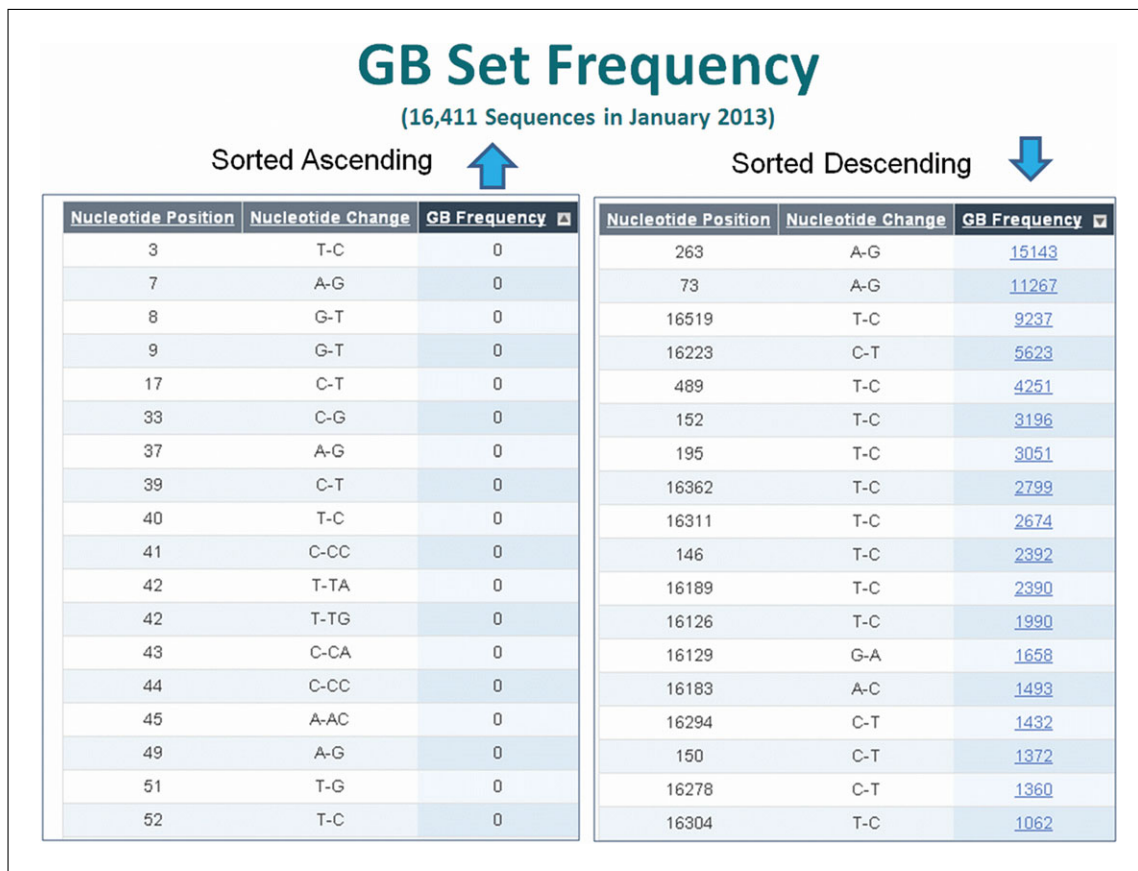 GB Set Frequency
(16,411 Sequences in January 2013)
Sorted Ascending
Nucleotide Position Nucleotide Change GB Frequency
3 T-C 0
7 A-G 0
8 G-T 0
9 G-T 0
17 C-T 0
33 C-G 0
37 A-G 0
39 C-T 0
40 T-C 0
41 C-CC 0
42 T-TA 0
42 T-TG 0
43 C-CA 0
44 C-CC 0
45 A-AC 0
49 A-G 0
51 T-G 0
52 T-C 0
Sorted Descending
Nucleotide Position Nucleotide Change GB Frequency
263 A-G 15143
73 A-G 11267
16519 T-C 9237
16223 C-T 5623
489 T-C 4251
152 T-C 3196
195 T-C 3051
16362 T-C 2799
16311 T-C 2674
146 T-C 2392
16189 T-C 2390
16126 T-C 1990
16129 G-A 1658
16183 A-C 1493
16294 C-T 1432
150 C-T 1372
16278 C-T 1360
16304 T-C 1062